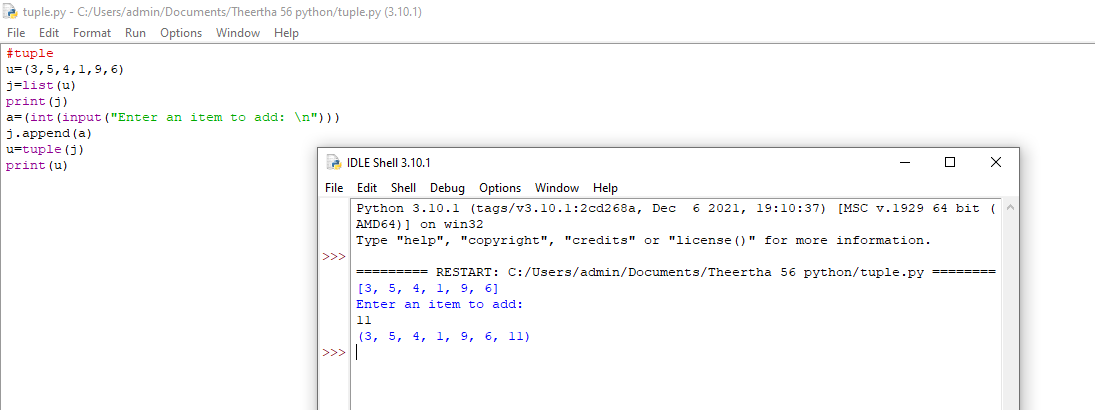 tuple.py - C:/Users/admin/Documents/Theertha 56 python/tuple.py (3.10.1)
File Edit Format Run Options Window Help
#tuple
u=(3,5,4,1,9,6)
j=list(u)
print(j)
a=(int(input("Enter an item to add: \n")))
j.append(a)
u=tuple(j)
print(u)
IDLE Shell 3.10.1
File Edit Shell Debug Options Window Help
Python 3.10.1 (tags/v3.10.1:2cd268a, Dec  6 2021, 19:10:37) [MSC v.1929 64 bit (
AMD64)] on win32
Type "help", "copyright", "credits" or "license()" for more information.
>>>
========= RESTART: C:/Users/admin/Documents/Theertha 56 python/tuple.py ========
[3, 5, 4, 1, 9, 6]
Enter an item to add:
11
(3, 5, 4, 1, 9, 6, 11)
>>>